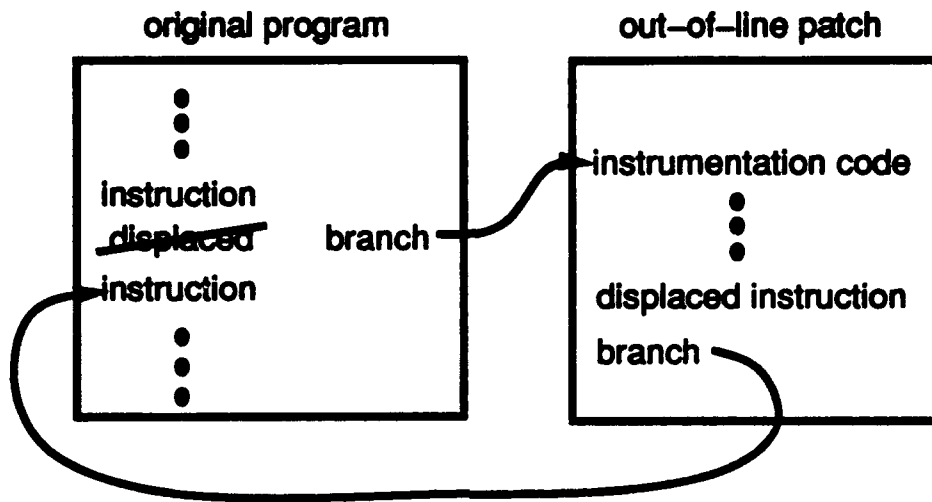 original program
out-of-line patch
instruction
displaced
branch
instruction
instrumentation code
displaced instruction
branch